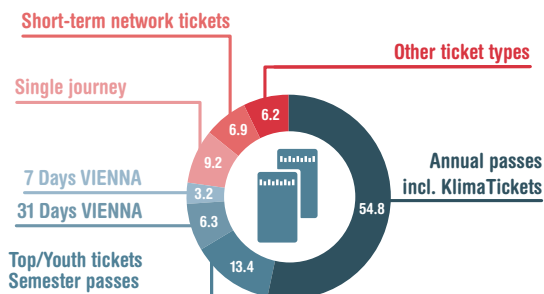 Short-term network tickets
Other ticket types
Single journey
6.9
6.2
9.2
Annual passes
incl. KlimaTickets
7 Days VIENNA
3.2
54.8
31 Days VIENNA
6.3
Top/Youth tickets
Semester passes
13.4